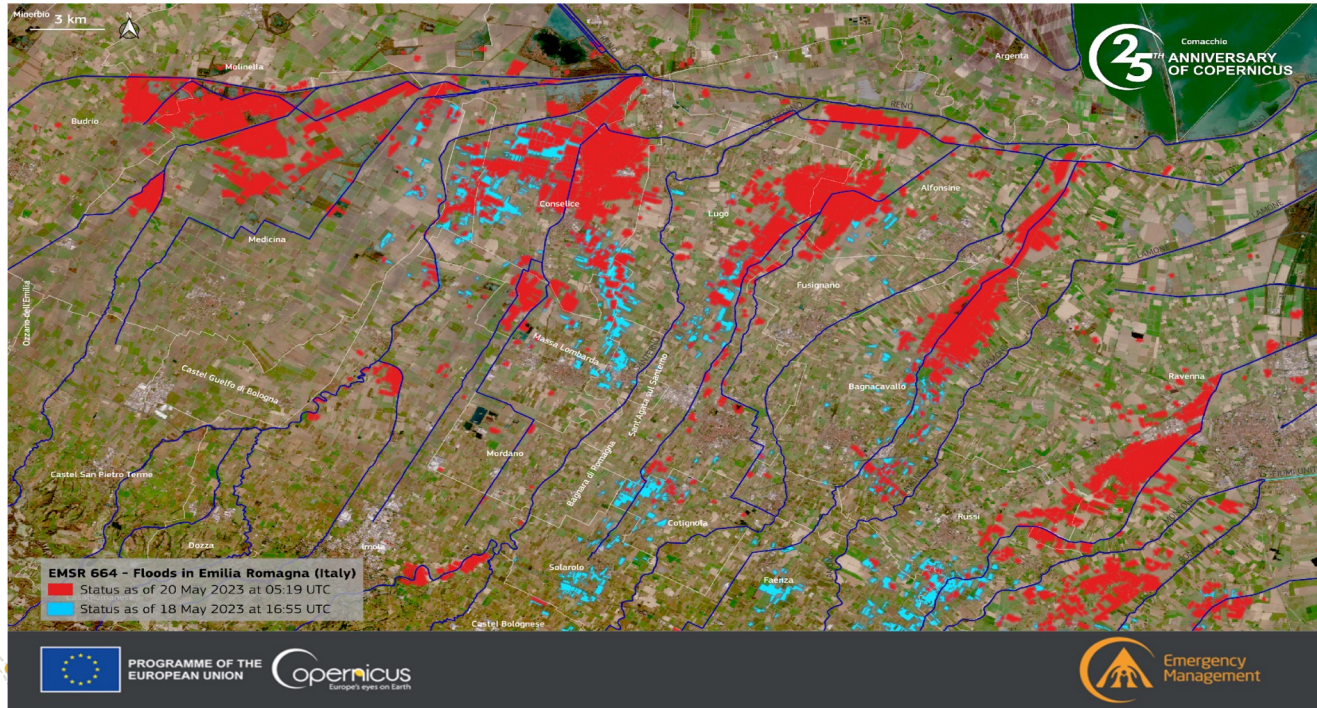 Minerbio
3 km
N
Molinella
Argenta
Comacchio
25TH ANNIVERSARY
OF COPERNICUS
Budrio
RENO
Conselice
Lugo
Alfonsine
Medicina
LAMONE
Ozzano dell'Emilia
Fusignano
Massa Lombarda
Castel Guelfo di Bologna
Sant'Agata sul Santerno
Bagnacavallo
Ravenna
Mordano
Bagnara di Romagna
Castel San Pietro Terme
Cotignola
Russi
Dozza
Imola
Solarolo
Faenza
Castel Bolognese
EMSR 664 - Floods in Emilia Romagna (Italy)
Status as of 20 May 2023 at 05:19 UTC
Status as of 18 May 2023 at 16:55 UTC
PROGRAMME OF THE
EUROPEAN UNION
Copernicus
Europe's eyes on Earth
Emergency
Management